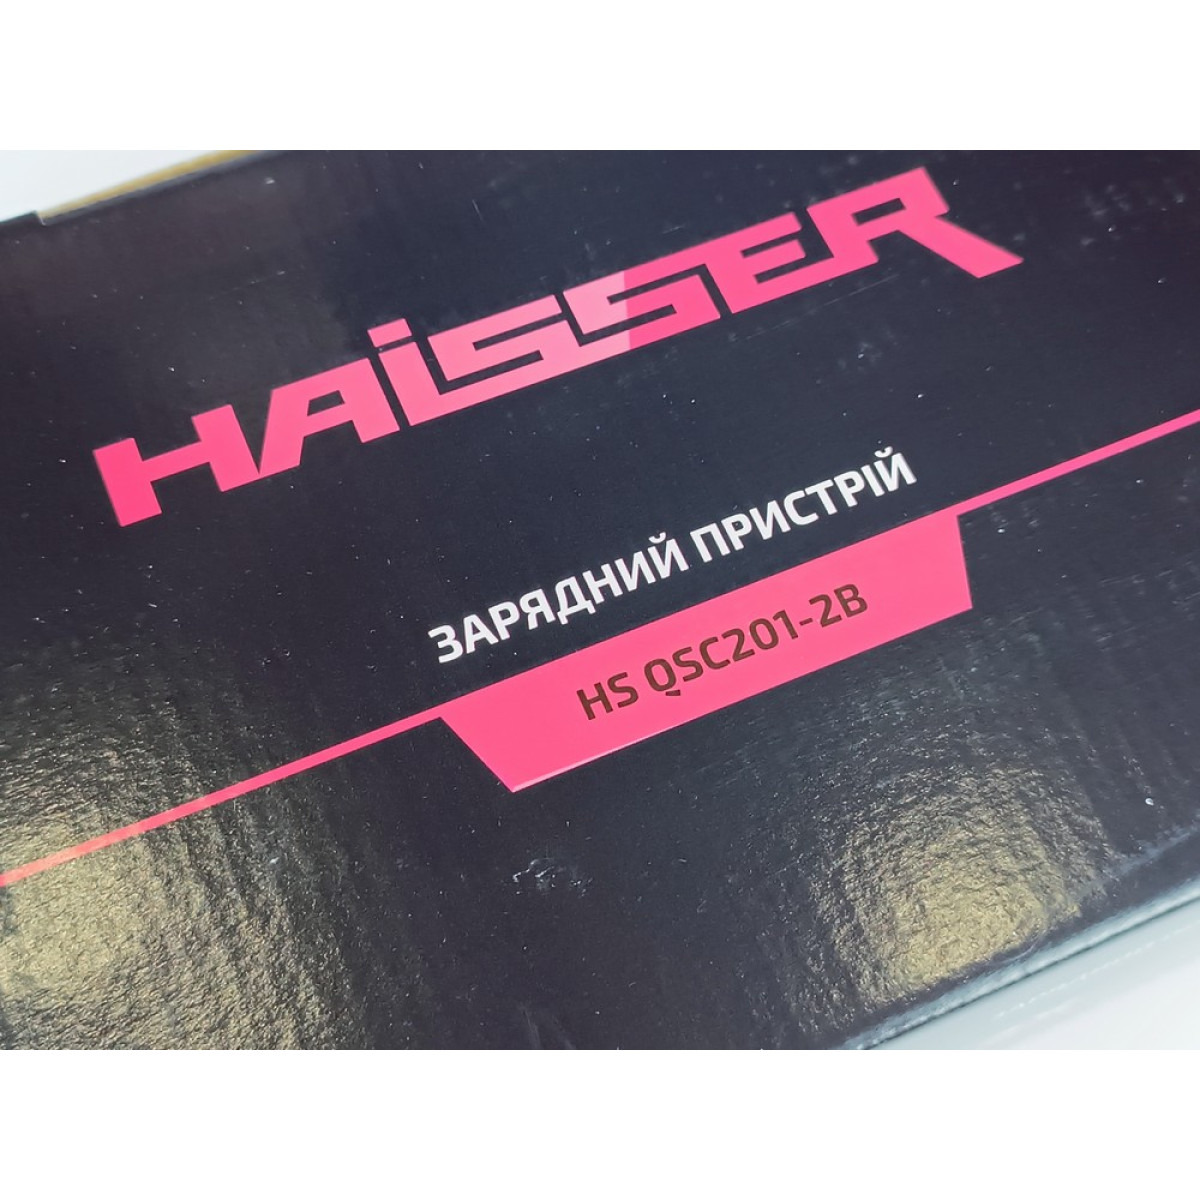 HAISSER
ЗАРЯДНИЙ ПРИСТРІЙ
HS QSC201-2B